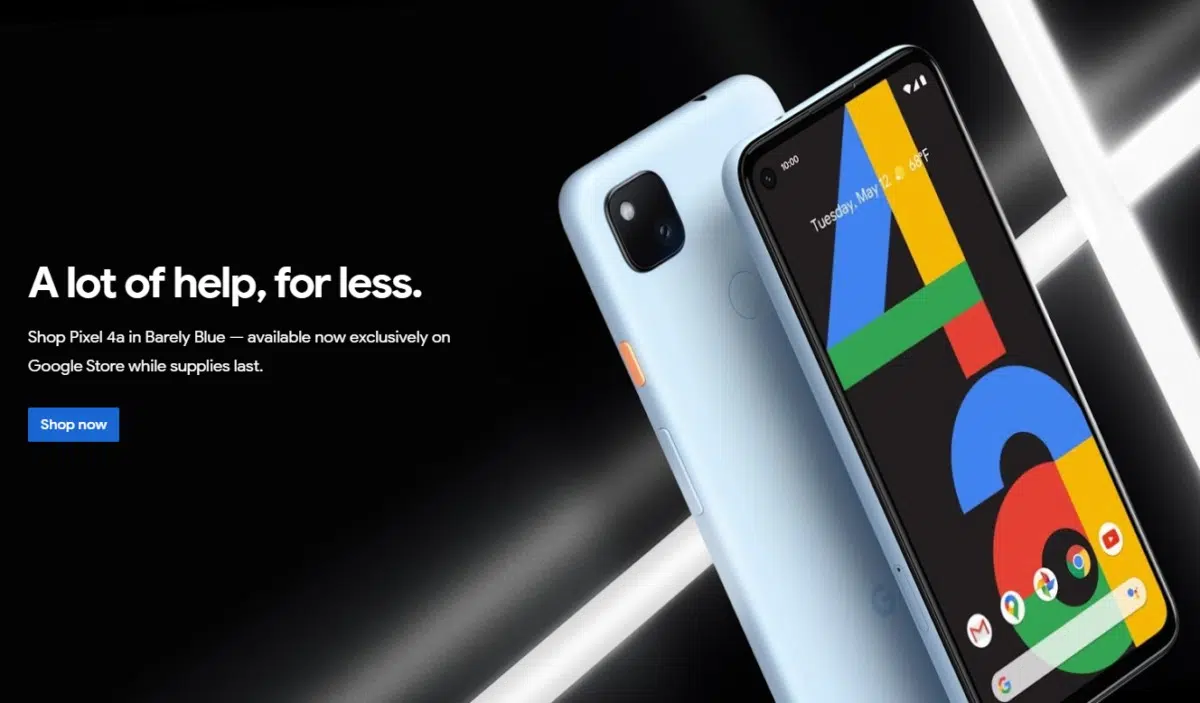 A lot of help, for less.
Shop Pixel 4a in Barely Blue — available now exclusively on
Google Store while supplies last.
Shop now
10:00
Tuesday, May 12 68°F
4a
G